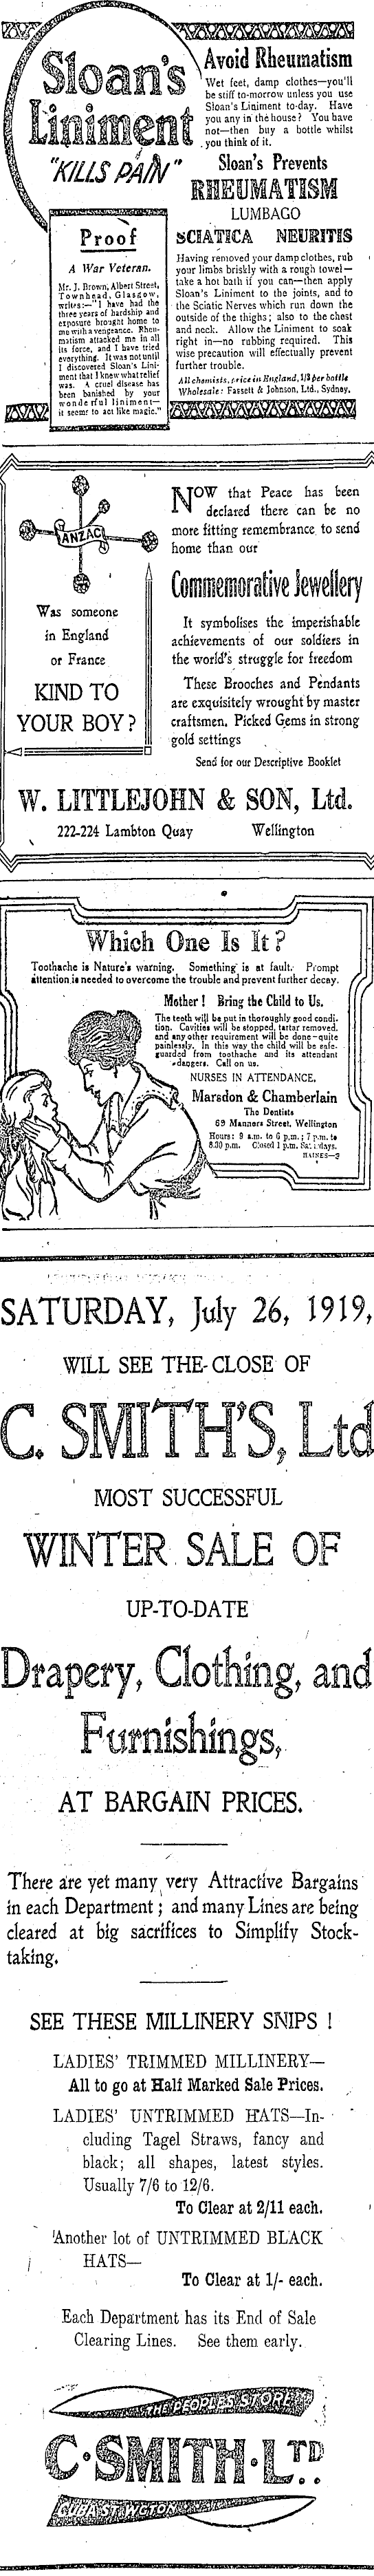 Sloan's
Liniment
"KILLS PAIN"
Avoid Rheumatism
Wet feet, damp clothes—you'll
be stiff to-morrow unless you use
Sloan's Liniment to-day. Have
you any in the house? You have
not—then buy a bottle whilst
you think of it.
Sloan's Prevents
RHEUMATISM
LUMBAGO
SCIATICA NEURITIS
Having removed your damp clothes, rub
your limbs briskly with a rough towel—
take a hot bath if you can—then apply
Sloan's Liniment to the joints, and to
the Sciatic Nerves which run down the
outside of the thighs; also to the chest
and neck. Allow the Liniment to soak
right in—no rubbing required. This
wise precaution will effectually prevent
further trouble.
All chemists, price in England, 1/3 per bottle
Wholesale: Fassett & Johnson, Ltd., Sydney.
Proof
A War Veteran.
Mr. J. Brown, Albert Street,
Townhead, Glasgow,
writes:—"I have had the
three years of hardship and
exposure brought home to
me with a vengeance. Rheu-
matism attacked me in all
its force, and I have tried
everything. It was not until
I discovered Sloan's Lini-
ment that I knew what relief
was. A cruel disease has
been banished by your
wonderful liniment—
it seems to act like magic."
ANZAC
Was someone
in England
or France
KIND TO
YOUR BOY?
NOW that Peace has been
declared there can be no
more fitting remembrance to send
home than our
Commemorative Jewellery
It symbolises the imperishable
achievements of our soldiers in
the world's struggle for freedom
These Brooches and Pendants
are exquisitely wrought by master
craftsmen. Picked Gems in strong
gold settings
Send for our Descriptive Booklet
W. LITTLEJOHN & SON, Ltd.
222-224 Lambton Quay Wellington
Which One Is It?
Toothache is Nature's warning. Something is at fault. Prompt
attention is needed to overcome the trouble and prevent further decay.
Mother! Bring the Child to Us.
The teeth will be put in thoroughly good condi-
tion. Cavities will be stopped, tartar removed,
and any other requirement will be done—quite
painlessly. In this way the child will be safe-
guarded from toothache and its attendant
dangers. Call on us.
NURSES IN ATTENDANCE.
Marsdon & Chamberlain
The Dentists
69 Manners Street, Wellington
Hours: 9 a.m. to 6 p.m.; 7 p.m. to
8.30 p.m. Closed 1 p.m. Saturdays.
HAINES—3
SATURDAY, July 26, 1919,
WILL SEE THE CLOSE OF
C. SMITH'S, Ltd
MOST SUCCESSFUL
WINTER SALE OF
UP-TO-DATE
Drapery, Clothing, and
Furnishings,
AT BARGAIN PRICES.
There are yet many very Attractive Bargains
in each Department; and many Lines are being
cleared at big sacrifices to Simplify Stock-
taking.
SEE THESE MILLINERY SNIPS!
LADIES' TRIMMED MILLINERY—
All to go at Half Marked Sale Prices.
LADIES' UNTRIMMED HATS—In-
cluding Tagel Straws, fancy and
black; all shapes, latest styles.
Usually 7/6 to 12/6.
To Clear at 2/11 each.
Another lot of UNTRIMMED BLACK
HATS—
To Clear at 1/- each.
Each Department has its End of Sale
Clearing Lines. See them early.
THE PEOPLES STORE
C·SMITH·LTD.
CUBA ST. WGTON